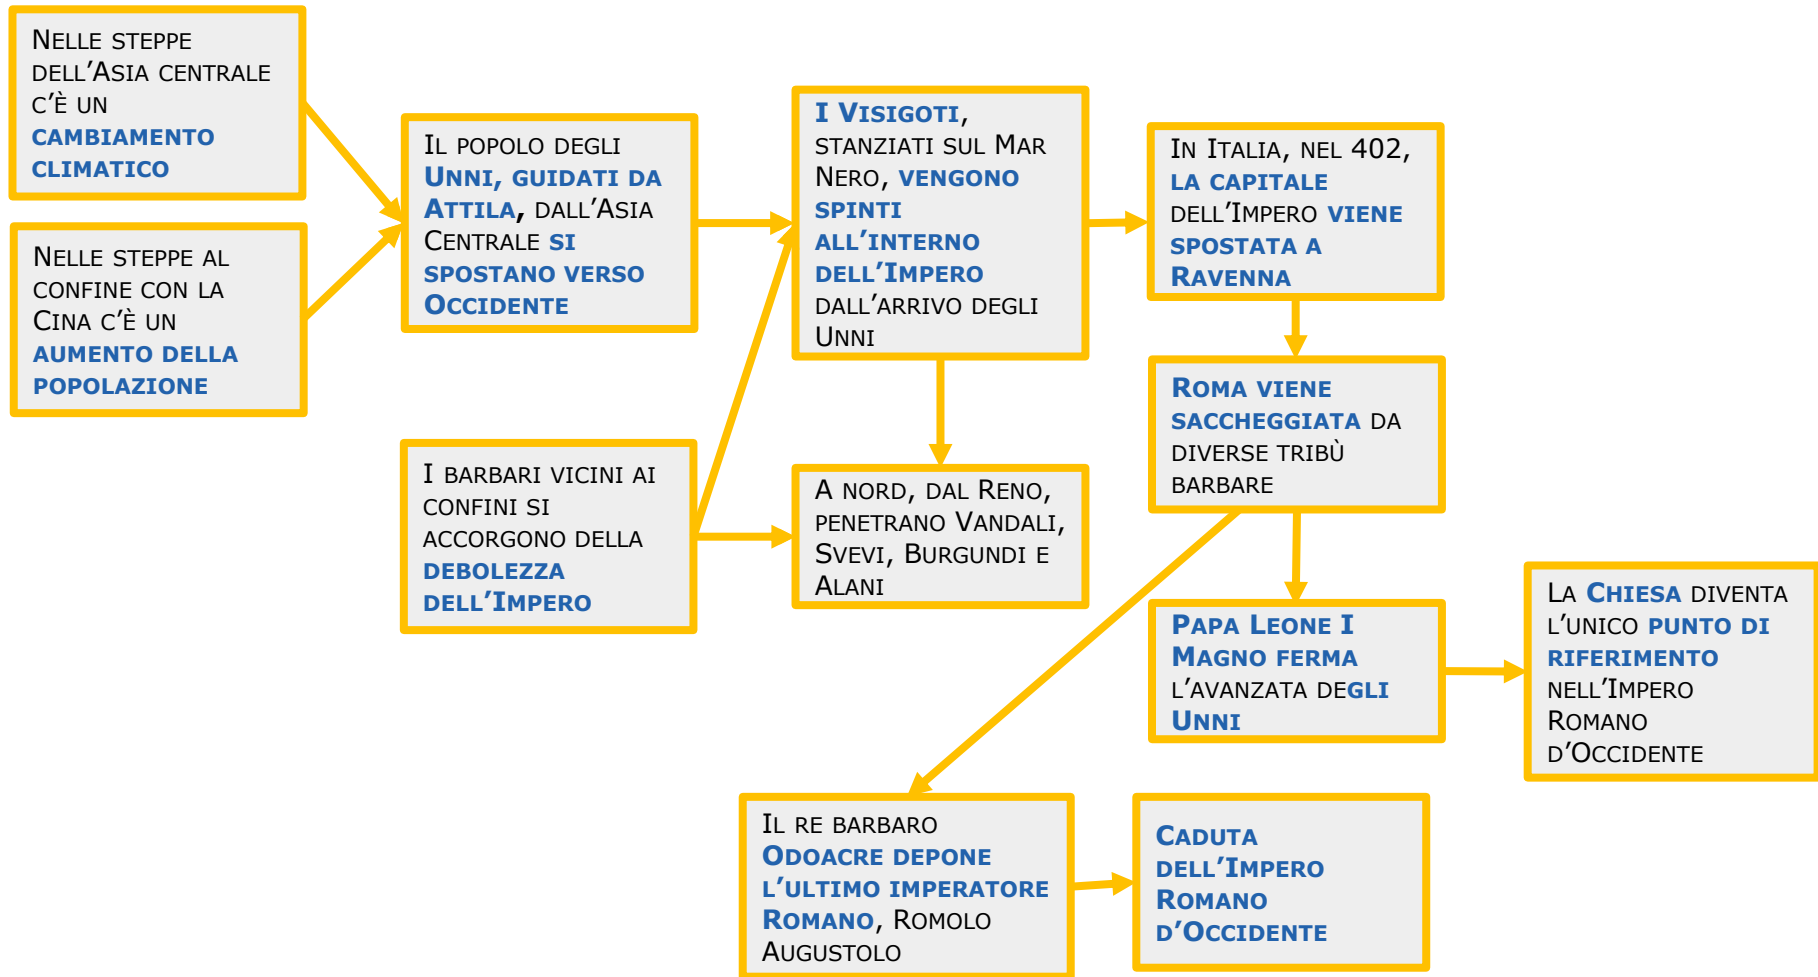 Nelle steppe
dell'Asia centrale
c'è un
cambiamento
climatico
Nelle steppe al
confine con la
Cina c'è un
aumento della
popolazione
Il popolo degli
Unni, guidati da
Attila, dall'Asia
Centrale si
spostano verso
Occidente
I barbari vicini ai
confini si
accorgono della
debolezza
dell'Impero
I Visigoti,
stanziati sul Mar
Nero, vengono
spinti
all'interno
dell'Impero
dall'arrivo degli
Unni
A nord, dal Reno,
penetrano Vandali,
Svevi, Burgundi e
Alani
In Italia, nel 402,
la capitale
dell'Impero viene
spostata a
Ravenna
Roma viene
saccheggiata da
diverse tribù
barbare
Papa Leone I
Magno ferma
l'avanzata degli
Unni
La Chiesa diventa
l'unico punto di
riferimento
nell'Impero
Romano
d'Occidente
Il re barbaro
Odoacre depone
l'ultimo imperatore
Romano, Romolo
Augustolo
Caduta
dell'Impero
Romano
d'Occidente